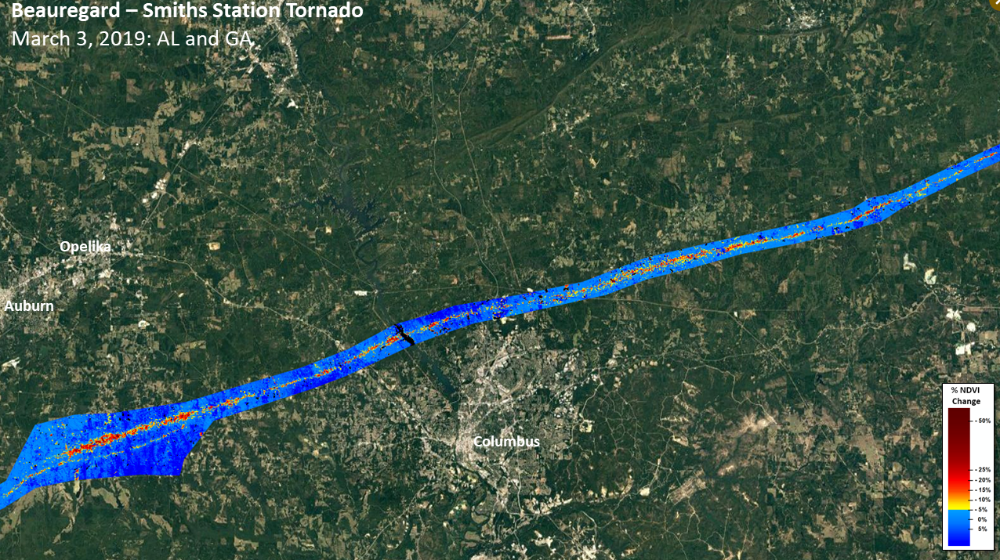 Beauregard – Smiths Station Tornado
March 3, 2019: AL and GA
Opelika
Auburn
Columbus
% NDVI
Change
- 50%
- 25%
- 20%
- 15%
- 10%
- 5%
0%
5%